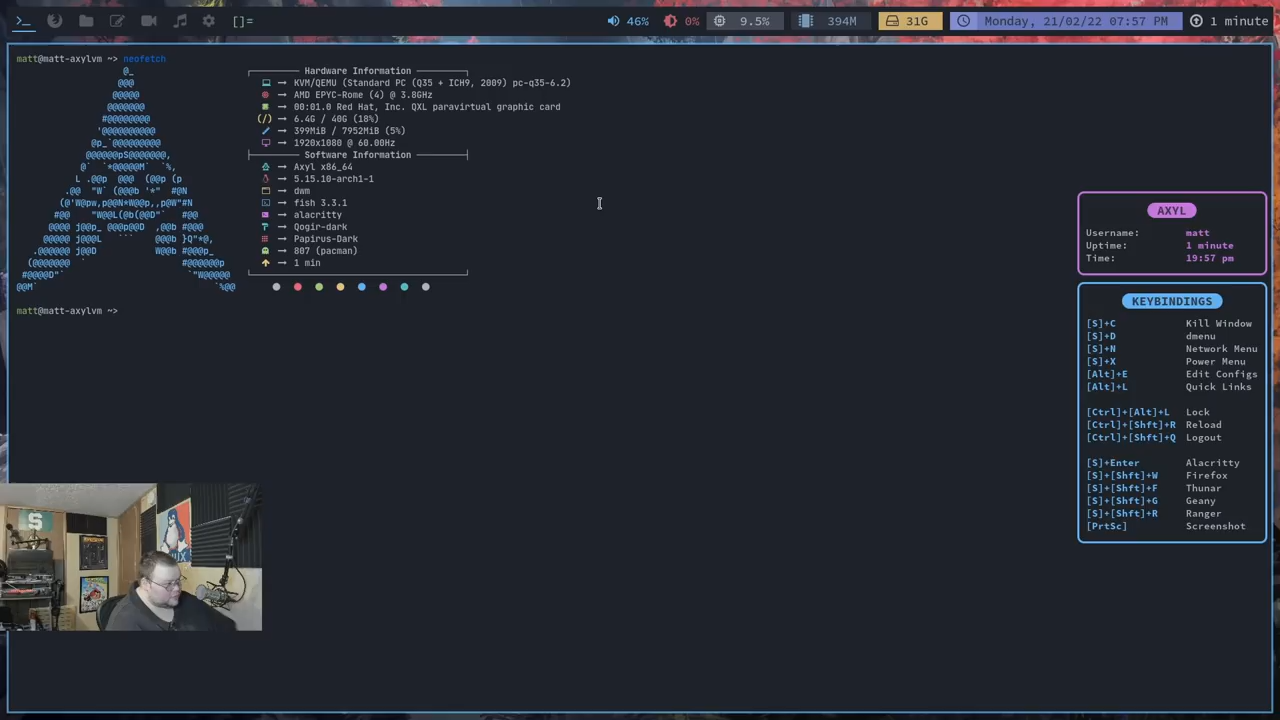 []=
46%
0%
9.5%
394M
31G
Monday, 21/02/22 07:57 PM
1 minute
matt@matt-axylvm ~> neofetch
Hardware Information
KVM/QEMU (Standard PC (Q35 + ICH9, 2009) pc-q35-6.2)
AMD EPYC-Rome (4) @ 3.8GHz
00:01.0 Red Hat, Inc. QXL paravirtual graphic card
6.4G / 40G (18%)
399MiB / 7952MiB (5%)
1920x1080 @ 60.00Hz
Software Information
Axyl x86_64
5.15.10-arch1-1
dwm
fish 3.3.1
alacritty
Qogir-dark
Papirus-Dark
807 (pacman)
1 min
matt@matt-axylvm ~>
AXYL
Username: matt
Uptime: 1 minute
Time: 19:57 pm
KEYBINDINGS
[S]+C Kill Window
[S]+D dmenu
[S]+N Network Menu
[S]+X Power Menu
[Alt]+E Edit Configs
[Alt]+L Quick Links
[Ctrl]+[Alt]+L Lock
[Ctrl]+[Shft]+R Reload
[Ctrl]+[Shft]+Q Logout
[S]+Enter Alacritty
[S]+[Shft]+W Firefox
[S]+[Shft]+F Thunar
[S]+[Shft]+G Geany
[S]+[Shft]+R Ranger
[PrtSc] Screenshot